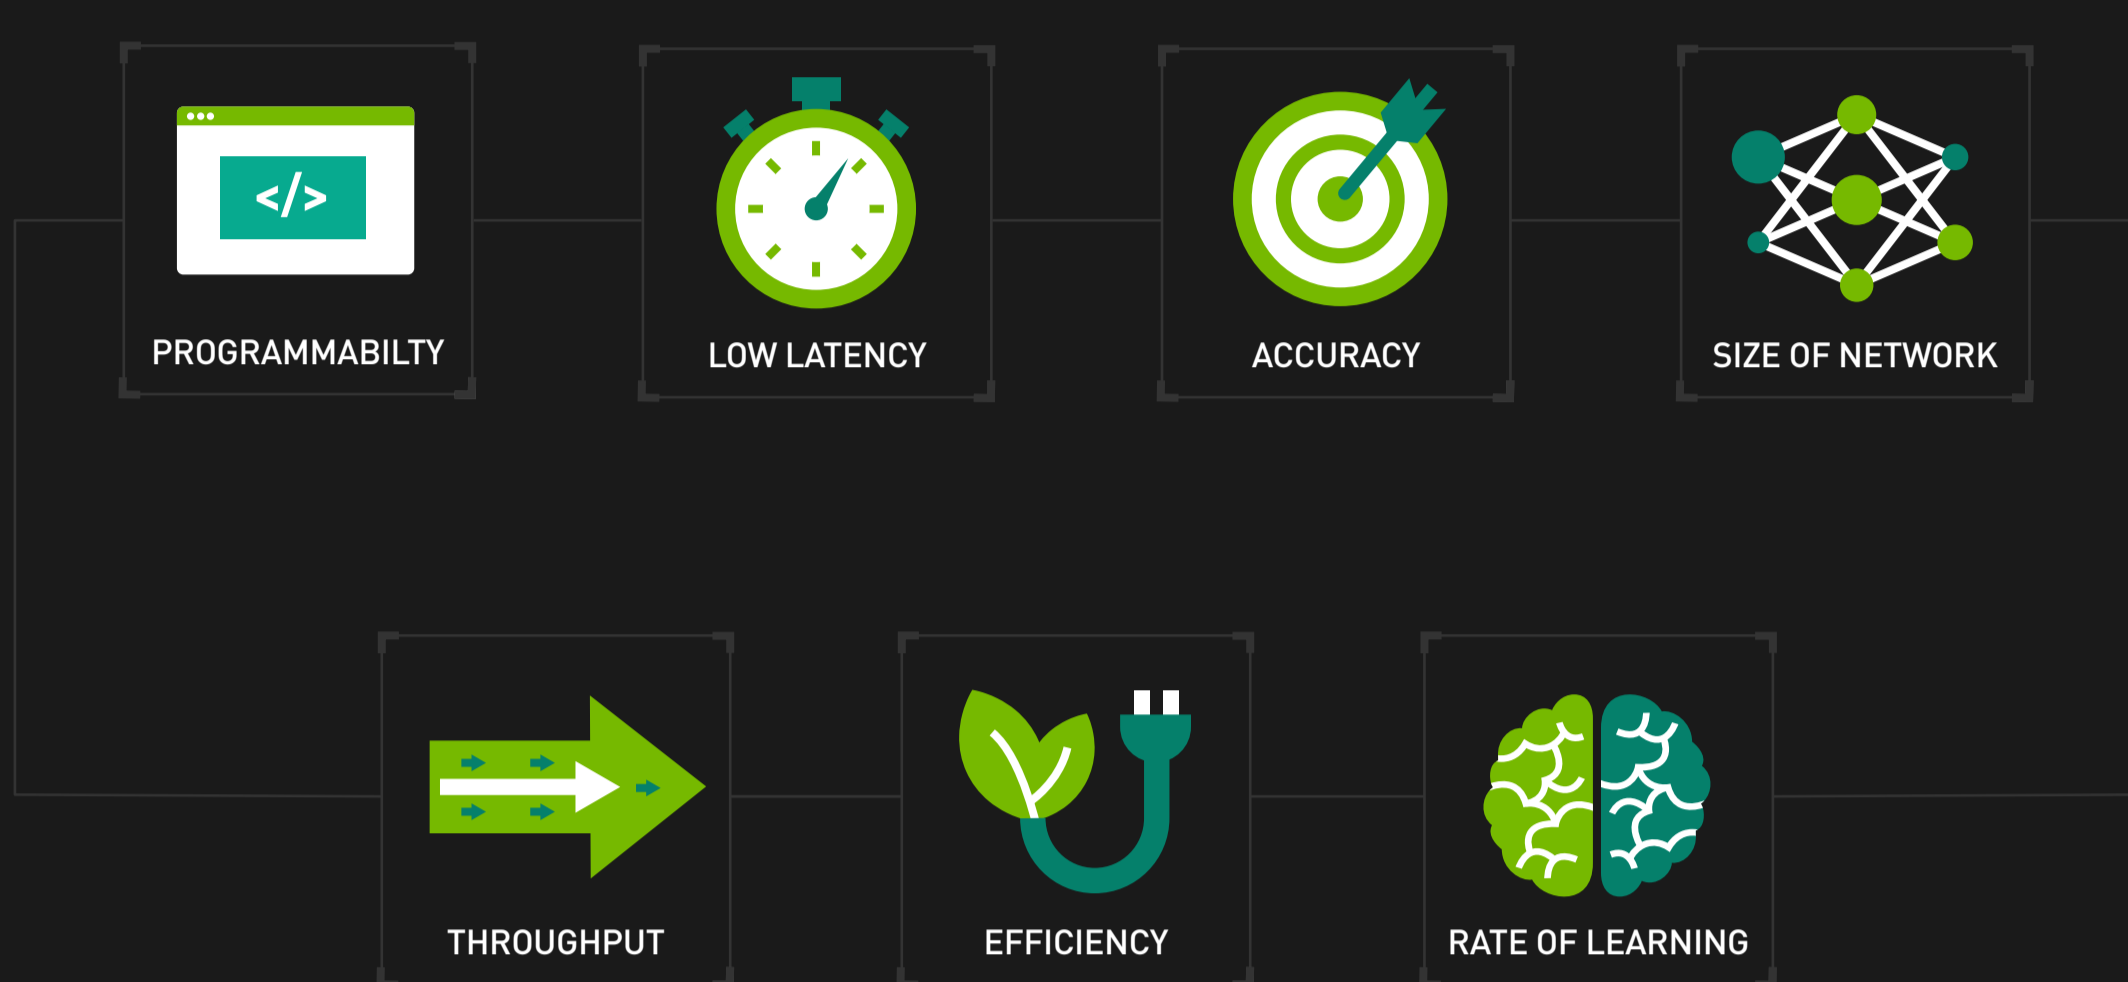 </>
PROGRAMMABILTY
LOW LATENCY
ACCURACY
SIZE OF NETWORK
THROUGHPUT
EFFICIENCY
RATE OF LEARNING